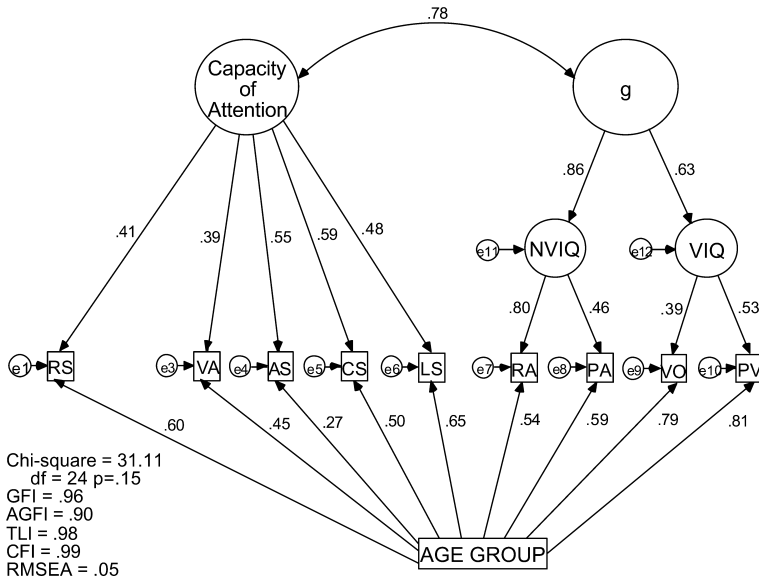 .78
Capacity
of
Attention
g
.86
.63
.41
.39
.55
.59
.48
e11
NVIQ
e12
VIQ
.80
.46
.39
.53
e1
RS
e3
VA
e4
AS
e5
CS
e6
LS
e7
RA
e8
PA
e9
VO
e10
PV
.60
.45
.27
.50
.65
.54
.59
.79
.81
Chi-square = 31.11
df = 24 p=.15
GFI = .96
AGFI = .90
TLI = .98
CFI = .99
RMSEA = .05
AGE GROUP